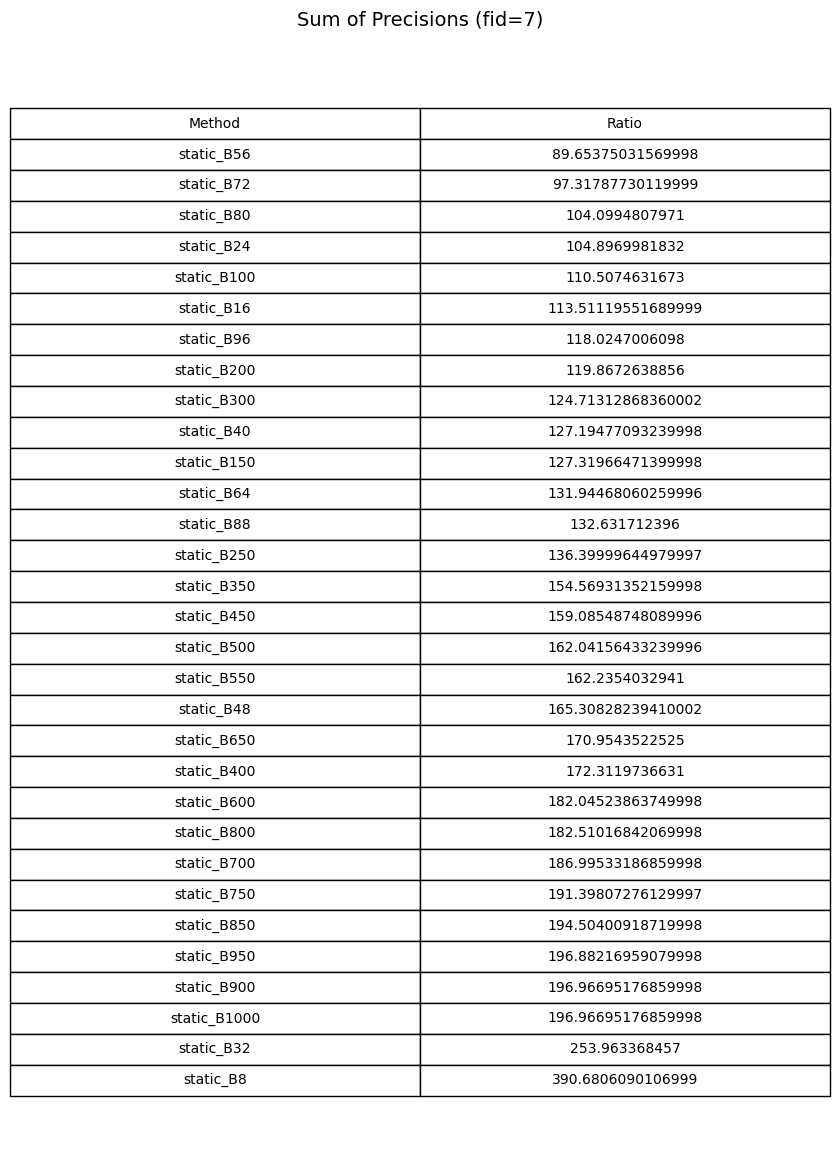 Sum of Precisions (fid=7)
Method Ratio
static_B56 89.65375031569998
static_B72 97.31787730119999
static_B80 104.0994807971
static_B24 104.8969981832
static_B100 110.5074631673
static_B16 113.51119551689999
static_B96 118.0247006098
static_B200 119.8672638856
static_B300 124.71312868360002
static_B40 127.19477093239998
static_B150 127.31966471399998
static_B64 131.94468060259996
static_B88 132.631712396
static_B250 136.39999644979997
static_B350 154.56931352159998
static_B450 159.08548748089996
static_B500 162.04156433239996
static_B550 162.2354032941
static_B48 165.30828239410002
static_B650 170.9543522525
static_B400 172.3119736631
static_B600 182.04523863749998
static_B800 182.51016842069998
static_B700 186.99533186859998
static_B750 191.39807276129997
static_B850 194.50400918719998
static_B950 196.88216959079998
static_B900 196.96695176859998
static_B1000 196.96695176859998
static_B32 253.963368457
static_B8 390.6806090106999